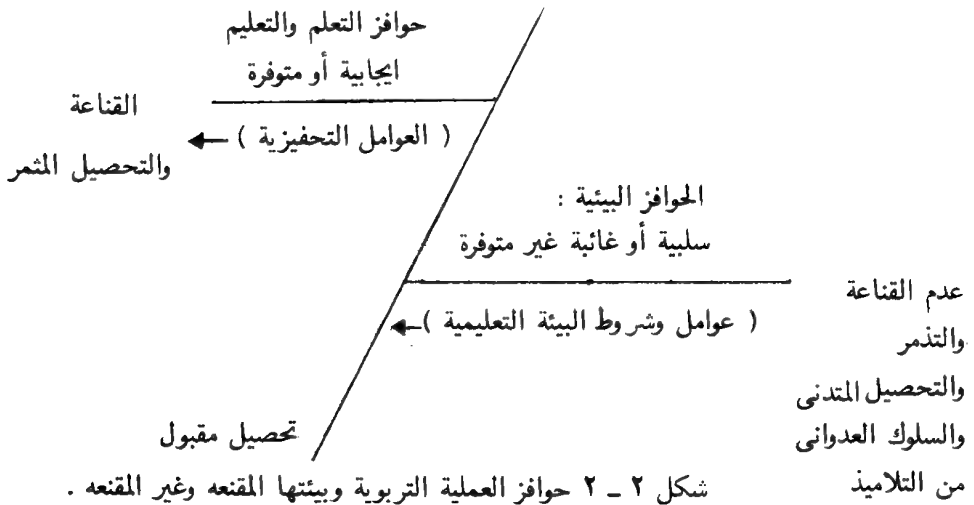 حوافز التعلم والتعليم
ايجابية أو متوفرة
القناعة
( العوامل التحفيزية )
والتحصيل المثمر
الحوافز البيئية :
سلبية أو غائبة غير متوفرة
عدم القناعة
( عوامل وشروط البيئة التعليمية )
والتذمر
والتحصيل المتدنى
تحصيل مقبول
والسلوك العدوانى
من التلاميذ
شكل ٢ - ٢ حوافز العملية التربوية وبيئتها المقنعه وغير المقنعه .